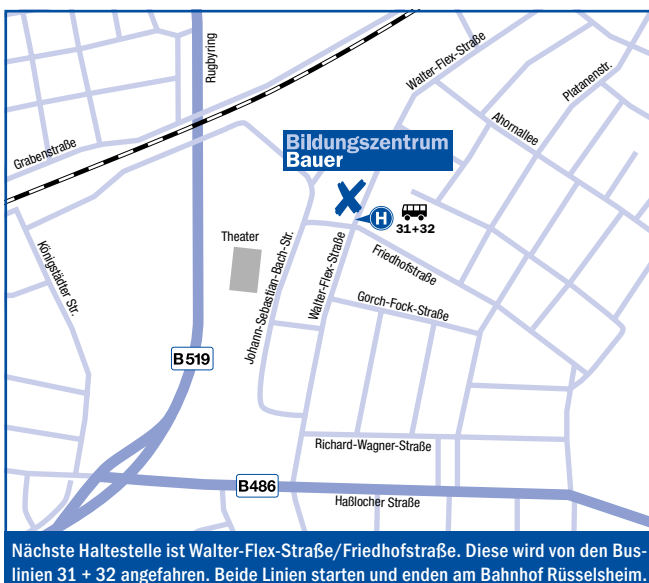 Rugbyring
Walter-Flex-Straße
Platanenstr.
Ahornallee
Grabenstraße
Bildungszentrum
Bauer
H
31+32
Königstädter Str.
Theater
Johann-Sebastian-Bach-Str.
Walter-Flex-Straße
Friedhofstraße
Gorch-Fock-Straße
B519
Richard-Wagner-Straße
B486
Haßlocher Straße
Nächste Haltestelle ist Walter-Flex-Straße/Friedhofstraße. Diese wird von den Bus-
linien 31 + 32 angefahren. Beide Linien starten und enden am Bahnhof Rüsselsheim.